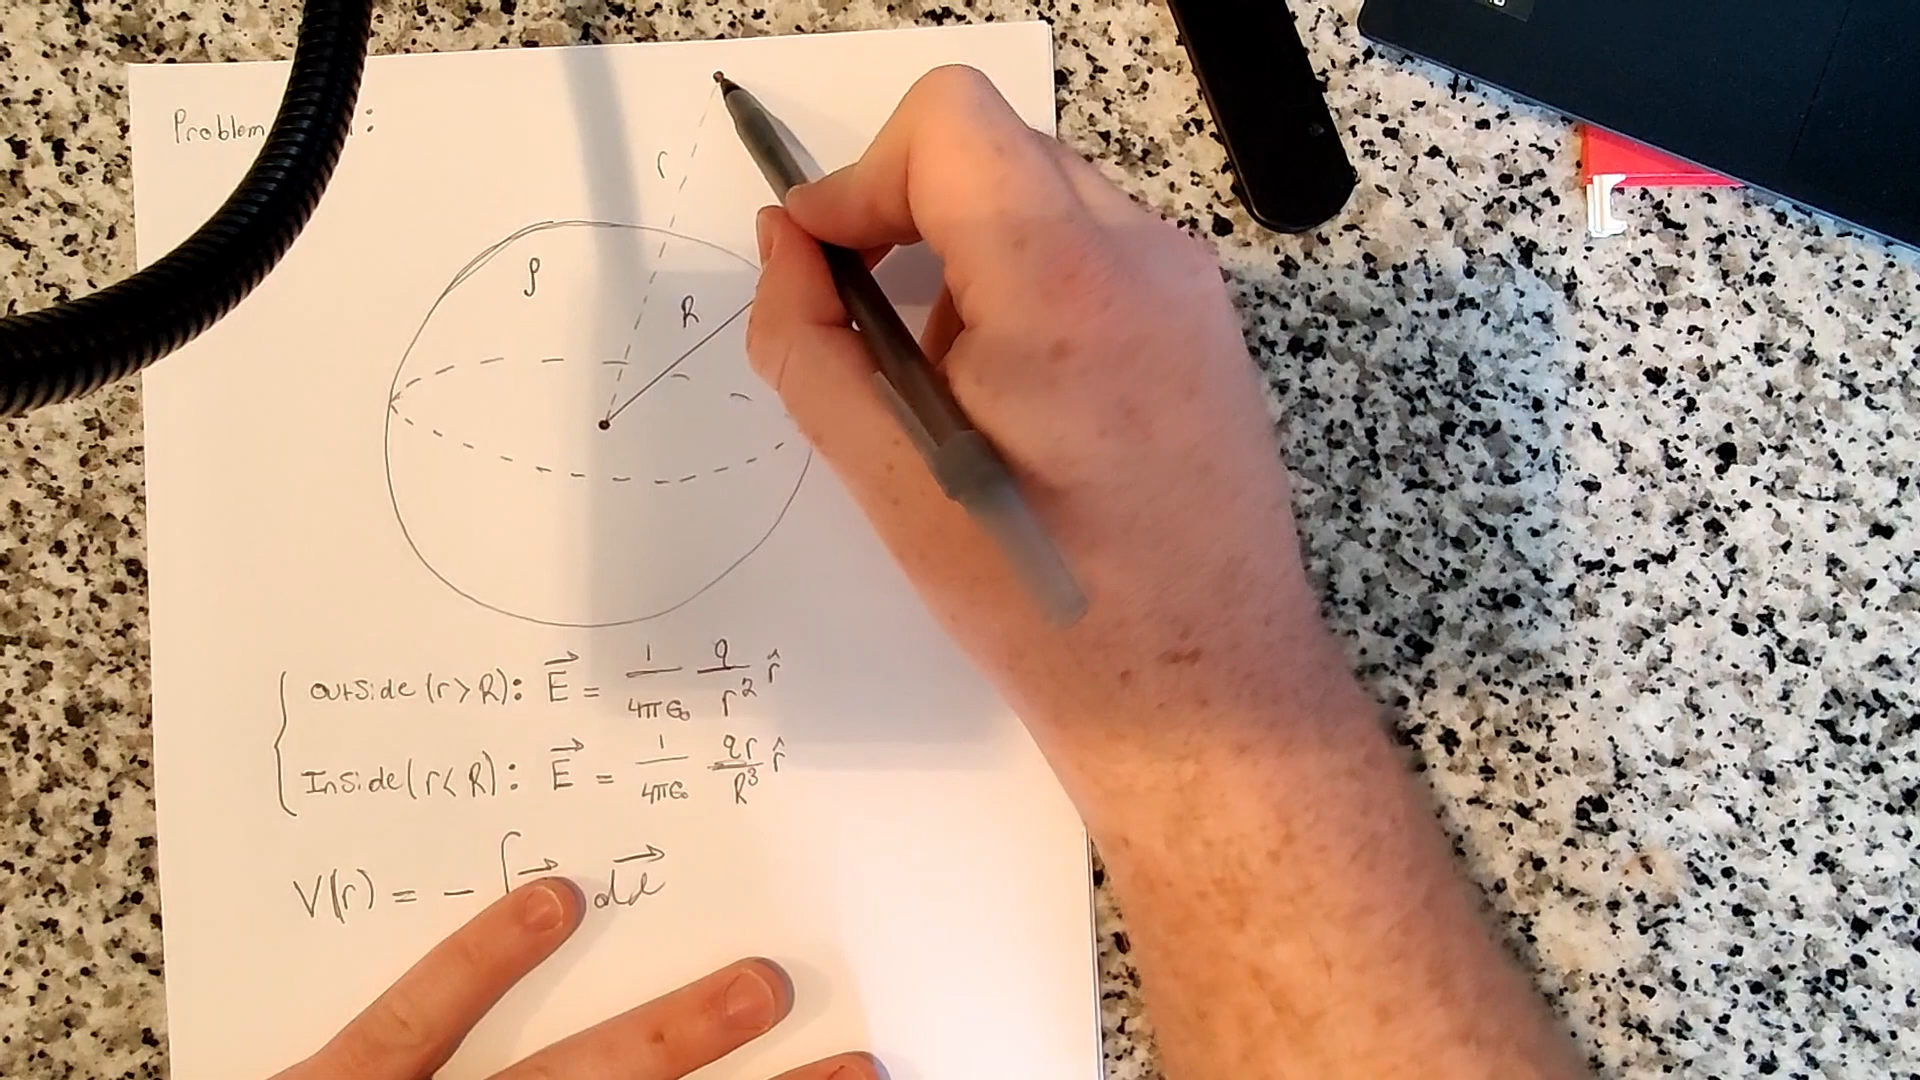 Problem :
r
ρ
R
outside (r > R): E⃗ = 1/4πϵ₀ q/r² r̂
Inside (r < R): E⃗ = 1/4πϵ₀ qr/R³ r̂
V(r) = - ∫ dl⃗